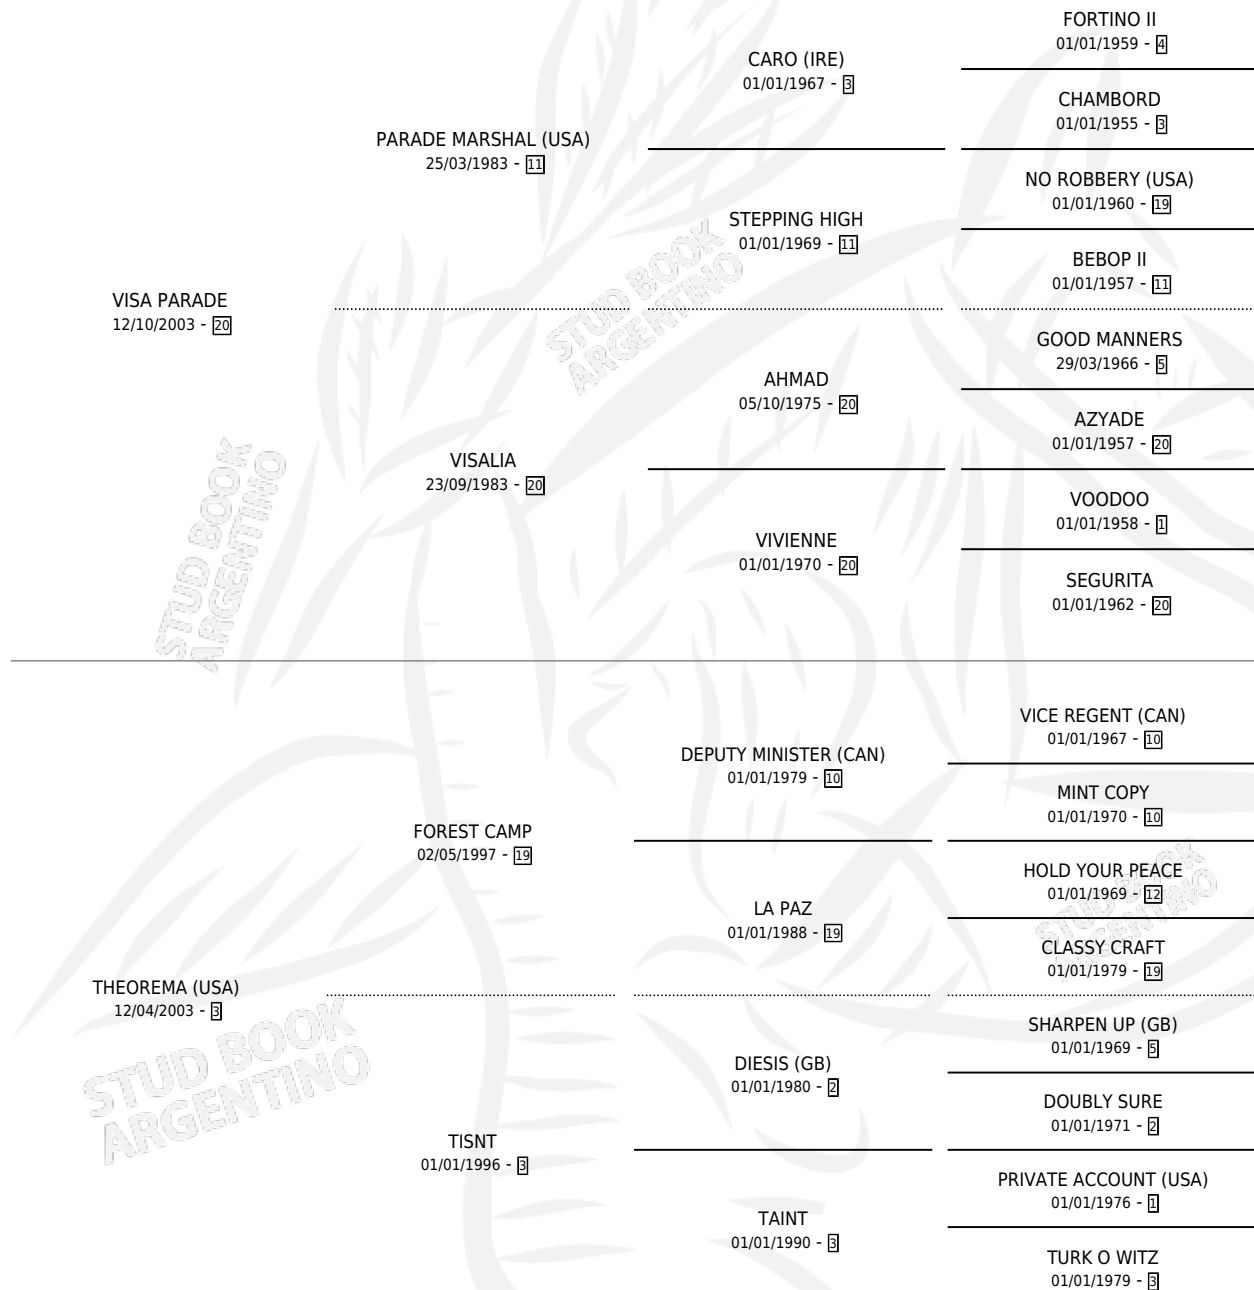 FORTINO II
01/01/1959 - 4
CARO (IRE)
01/01/1967 - 3
CHAMBORD
01/01/1955 - 3
PARADE MARSHAL (USA)
25/03/1983 - 11
NO ROBBERY (USA)
01/01/1960 - 19
STEPPING HIGH
01/01/1969 - 11
BEBOP II
01/01/1957 - 11
VISA PARADE
12/10/2003 - 20
GOOD MANNERS
29/03/1966 - 5
AHMAD
05/10/1975 - 20
AZYADE
01/01/1957 - 20
VISALIA
23/09/1983 - 20
VOODOO
01/01/1958 - 1
VIVIENNE
01/01/1970 - 20
SEGURITA
01/01/1962 - 20
STUD BOOK
ARGENTINO
STUD BOOK
ARGENTINO
VICE REGENT (CAN)
01/01/1967 - 10
DEPUTY MINISTER (CAN)
01/01/1979 - 10
MINT COPY
01/01/1970 - 10
FOREST CAMP
02/05/1997 - 19
HOLD YOUR PEACE
01/01/1969 - 12
LA PAZ
01/01/1988 - 19
CLASSY CRAFT
01/01/1979 - 19
THEOREMA (USA)
12/04/2003 - 3
SHARPEN UP (GB)
01/01/1969 - 5
DIESIS (GB)
01/01/1980 - 2
DOUBLY SURE
01/01/1971 - 2
TISNT
01/01/1996 - 3
PRIVATE ACCOUNT (USA)
01/01/1976 - 1
TAINT
01/01/1990 - 3
TURK O WITZ
01/01/1979 - 3
STUD BOOK
ARGENTINO
STUD BOOK
ARGENTINO